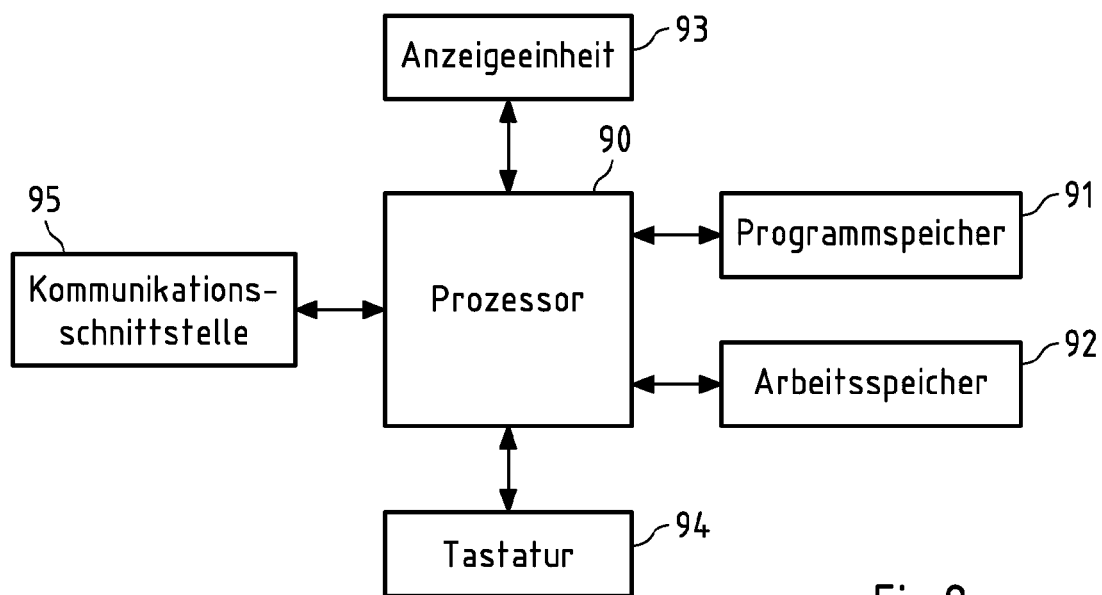 93
Anzeigeeinheit
90
95
91
Programmspeicher
Kommunikations-
schnittstelle
Prozessor
92
Arbeitsspeicher
94
Tastatur